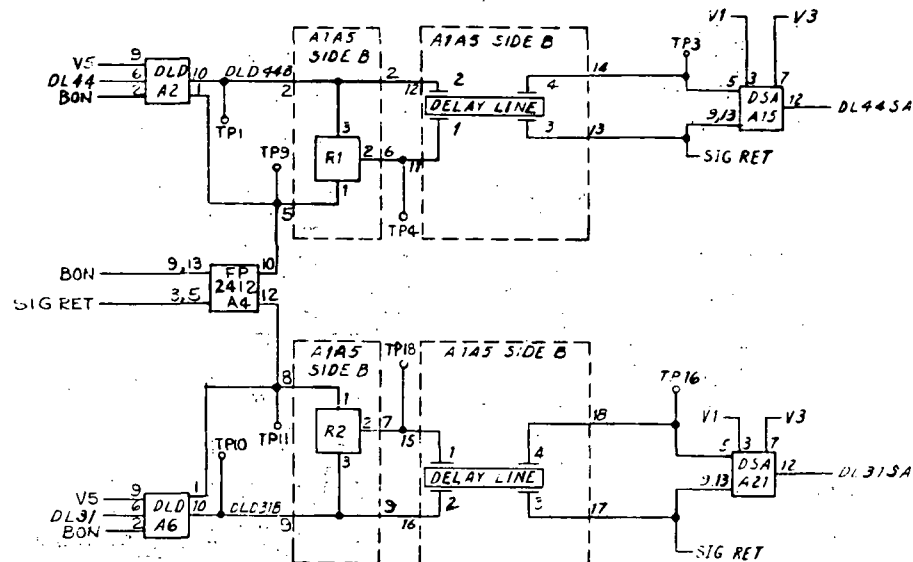 V1 V3
A1A5 SIDE B
A1A5 SIDE B
TP3
V5 9
DL44 6 DLD 10 DLD 44B 2 2 12 2 4 14
BON 2 A2 1
DELAY LINE
5 3 7
DSA 12 DL44SA
9,13 A15
TP1
3
1 3 13
TP9
R1 2 6 11
SIG RET
1
5
TP4
BON 9,13 FP 10
2412
SIG RET 3,5 A4 12
A1A5 SIDE B
TP18
A1A5 SIDE B
8
TP16
1
18
V1 V3
TP10 TP11
R2 2 7 15
1 4
5 3 7
3
DSA 12 DL31SA
9,13 A21
DELAY LINE
V5 9 1
2 3
DL31 6 DLD 10 DLD31B 9 9 16 17
BON 2 A6
SIG RET